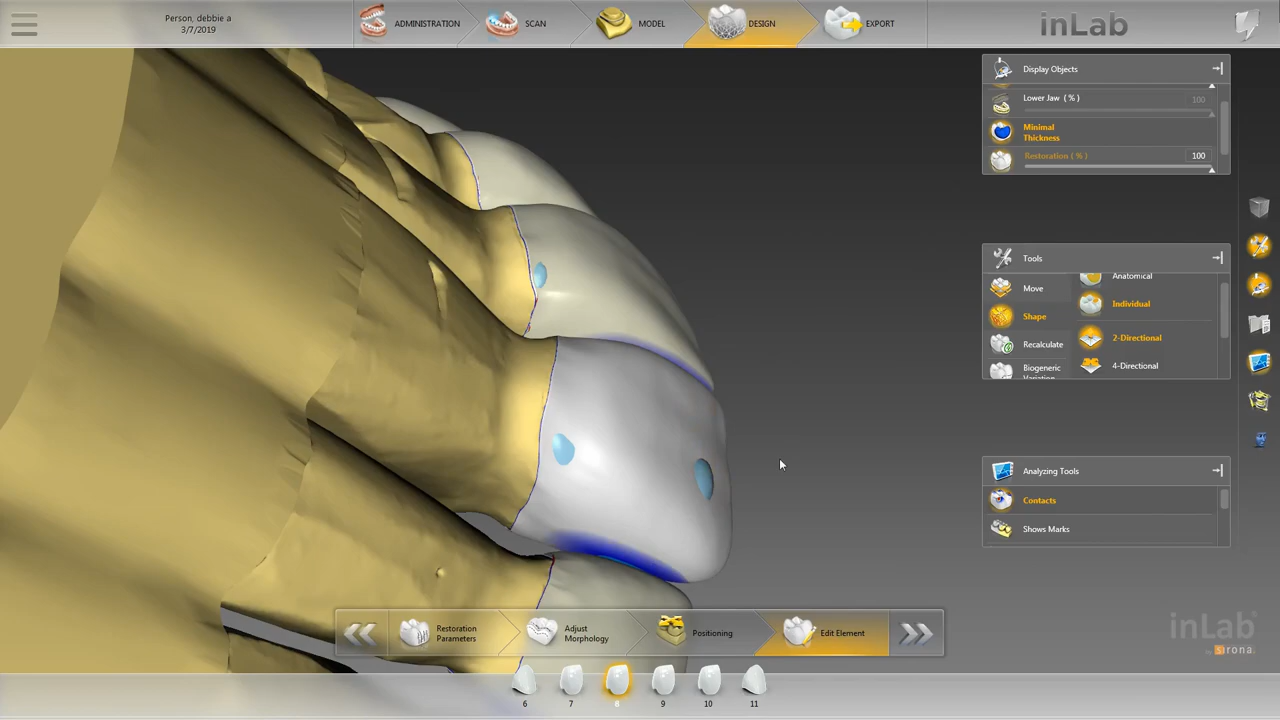 Person, debbie a
3/7/2019
ADMINISTRATION
SCAN
MODEL
DESIGN
EXPORT
inLab
Display Objects
Lower Jaw (%)
100
Minimal
Thickness
Restoration (%)
100
Tools
Move
Shape
Recalculate
Biogeneric
Variation
Anatomical
Individual
2-Directional
4-Directional
Analyzing Tools
Contacts
Shows Marks
Restoration
Parameters
Adjust
Morphology
Positioning
Edit Element
inLab
by sirona.
6
7
8
9
10
11